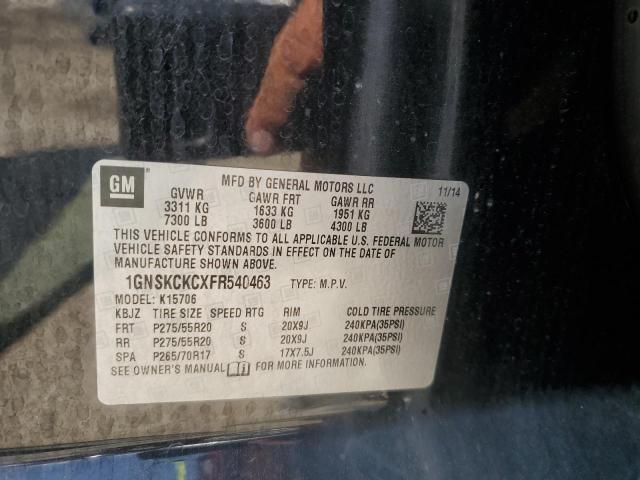 GM
MFD BY GENERAL MOTORS LLC
11/14
GVWR GAWR FRT GAWR RR
3311 KG 1633 KG 1951 KG
7300 LB 3600 LB 4300 LB
THIS VEHICLE CONFORMS TO ALL APPLICABLE U.S. FEDERAL MOTOR
VEHICLE SAFETY STANDARDS IN EFFECT ON THE DATE OF
MANUFACTURE SHOWN ABOVE.
1GNSKCKCXFR540463 TYPE: M.P.V.
MODEL: K15706
KBJZ TIRE SIZE SPEED RTG RIM COLD TIRE PRESSURE
FRT P275/55R20 S 20X9J 240KPA(35PSI)
RR P275/55R20 S 20X9J 240KPA(35PSI)
SPA P265/70R17 S 17X7.5J 240KPA(35PSI)
SEE OWNER'S MANUAL FOR MORE INFORMATION.